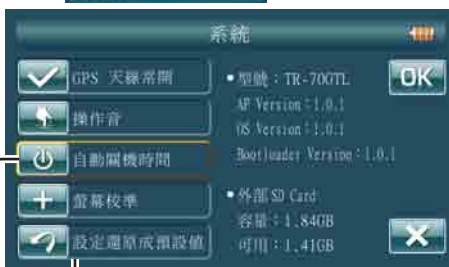 系統
GPS 天線常開
操作音
自動關機時間
螢幕校準
設定還原成預設值
•型號：TR-70GTL
AP Version：1.0.1
OS Version：1.0.1
Bootloader Version：1.0.1
•外部 SD Card
容量：1.84GB
可用：1.41GB
OK